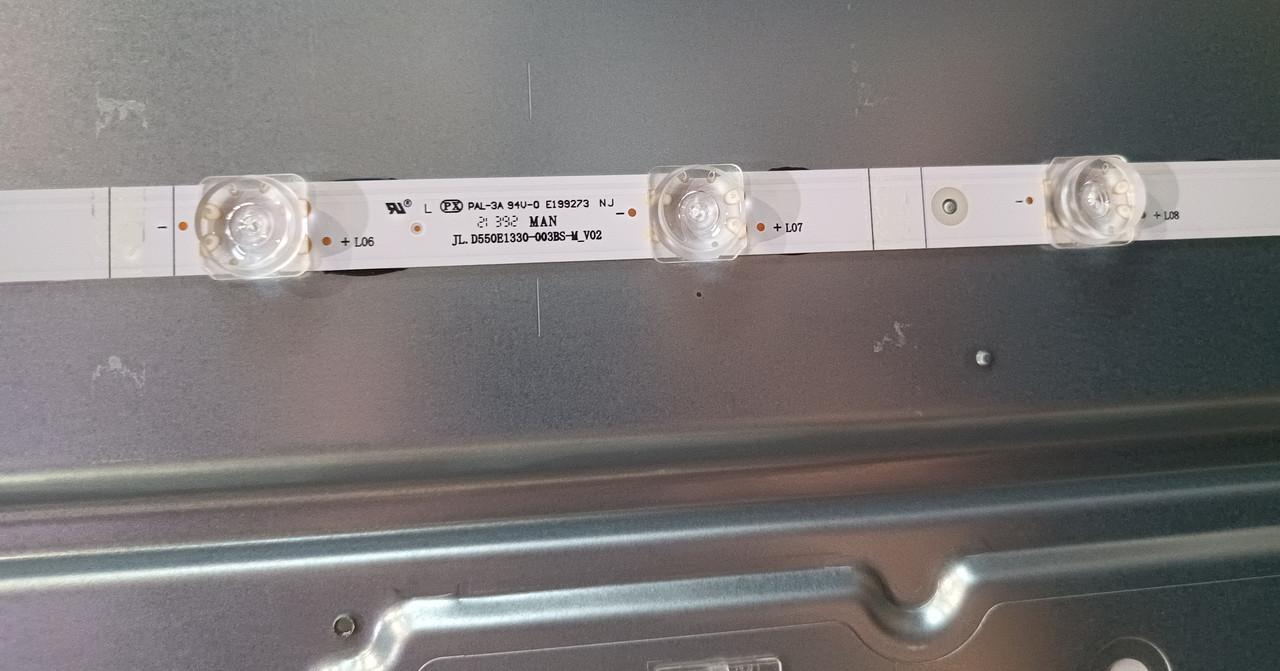 - + L06
L PX PAL-3A 94V-0 E199273 NJ
21 392 MAN
JL.D550E1330-003BS-M_V02
- + L07
- + L08